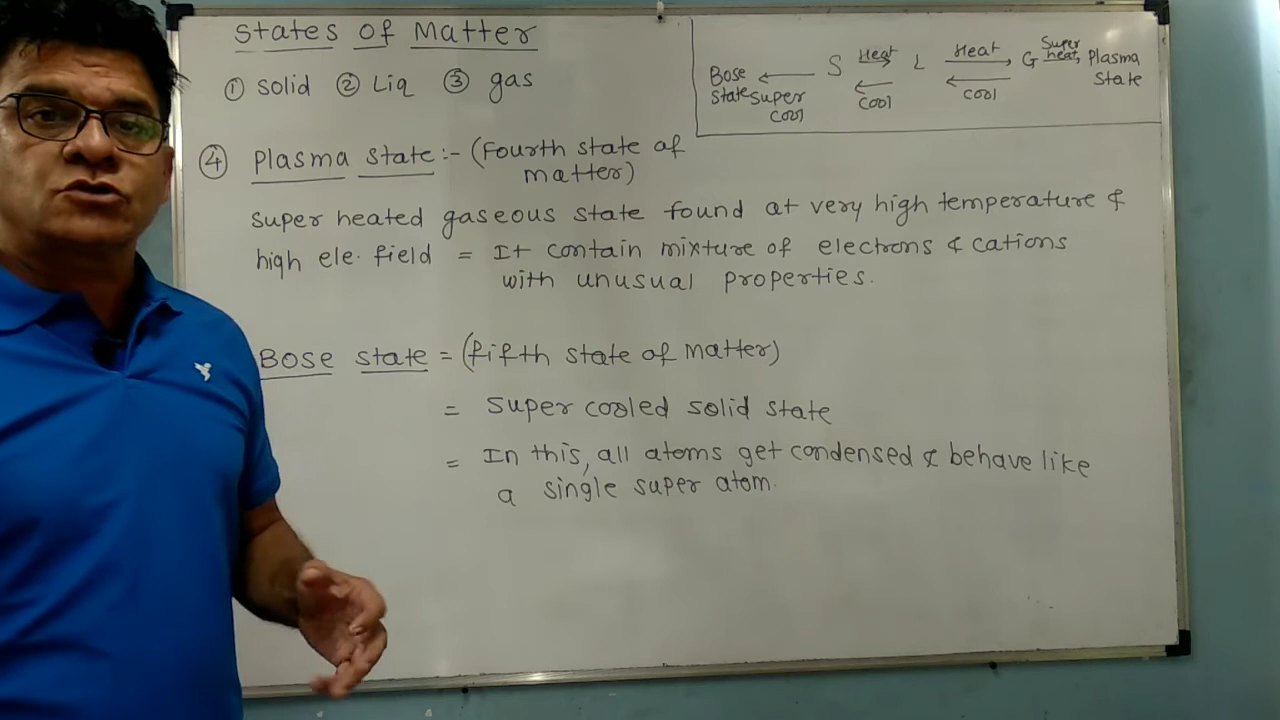 States of Matter
① solid ② Liq ③ gas
Bose state ← super cool S Heat → ← cool L Heat → ← cool G super heat → Plasma State
④ Plasma state :- (Fourth state of
matter)
super heated gaseous state found at very high temperature &
high ele. field = It contain mixture of electrons & cations
with unusual properties.
Bose state = (fifth state of matter)
= super cooled solid state
= In this, all atoms get condensed & behave like
a single super atom.